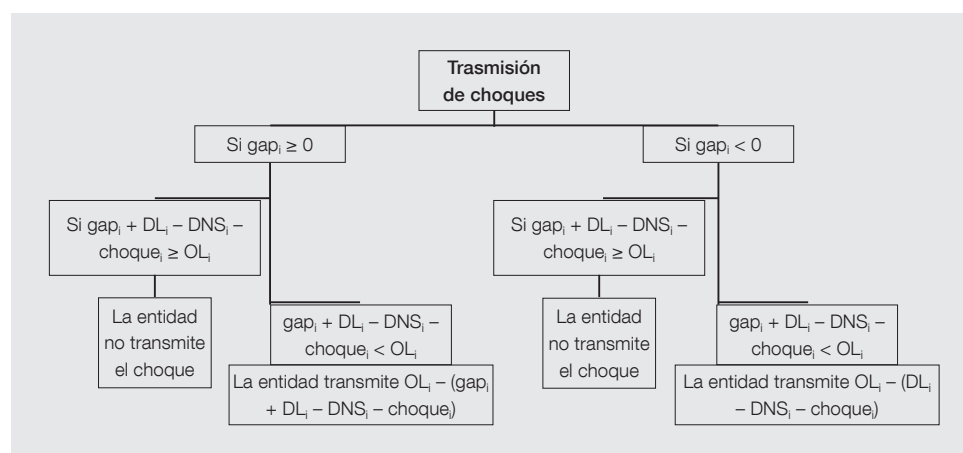 Trasmisión
de choques
Si gapᵢ ≥ 0
Si gapᵢ + DLᵢ – DNSᵢ –
choqueᵢ ≥ OLᵢ
La entidad
no transmite
el choque
gapᵢ + DLᵢ – DNSᵢ –
choqueᵢ < OLᵢ
La entidad transmite OLᵢ – (gapᵢ
+ DLᵢ – DNSᵢ – choqueᵢ)
Si gapᵢ < 0
Si gapᵢ + DLᵢ – DNSᵢ –
choqueᵢ ≥ OLᵢ
La entidad
no transmite
el choque
gapᵢ + DLᵢ – DNSᵢ –
choqueᵢ < OLᵢ
La entidad transmite OLᵢ – (DLᵢ
– DNSᵢ – choqueᵢ)